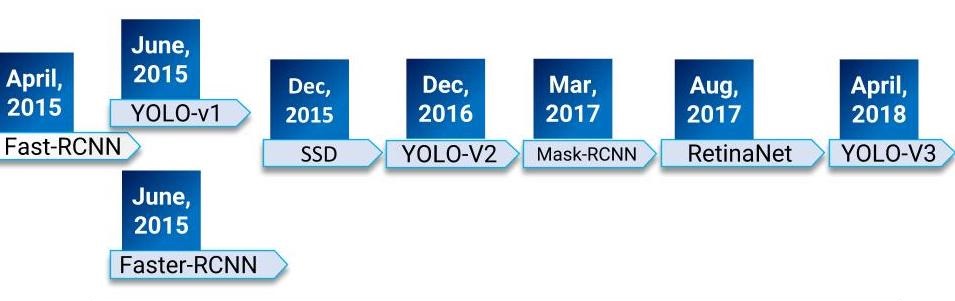 April,
2015
Fast-RCNN
June,
2015
YOLO-v1
June,
2015
Faster-RCNN
Dec,
2015
SSD
Dec,
2016
YOLO-V2
Mar,
2017
Mask-RCNN
Aug,
2017
RetinaNet
April,
2018
YOLO-V3